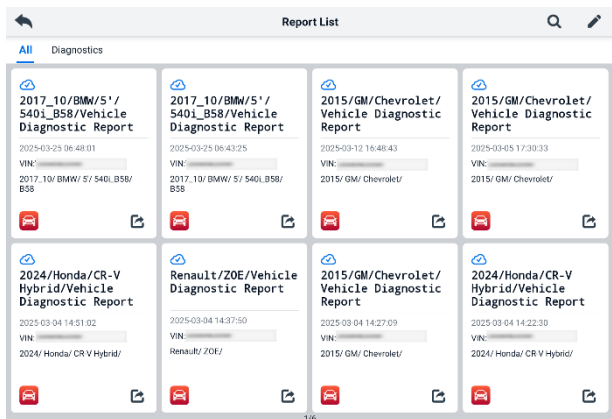 Report List
All Diagnostics
2017_10/BMW/5'/
540i_B58/Vehicle
Diagnostic Report
2025-03-25 06:48:01
VIN:
2017_10/ BMW/ 5'/ 540i_B58/
B58
2017_10/BMW/5'/
540i_B58/Vehicle
Diagnostic Report
2025-03-25 06:43:25
VIN:
2017_10/ BMW/ 5'/ 540i_B58/
B58
2015/GM/Chevrolet/
Vehicle Diagnostic
Report
2025-03-12 16:48:43
VIN:
2015/ GM/ Chevrolet/
2015/GM/Chevrolet/
Vehicle Diagnostic
Report
2025-03-05 17:30:33
VIN:
2015/ GM/ Chevrolet/
2024/Honda/CR-V
Hybrid/Vehicle
Diagnostic Report
2025-03-04 14:51:02
VIN:
2024/ Honda/ CR-V Hybrid/
Renault/ZOE/Vehicle
Diagnostic Report
2025-03-04 14:37:50
VIN:
Renault/ ZOE/
2015/GM/Chevrolet/
Vehicle Diagnostic
Report
2025-03-04 14:27:09
VIN:
2015/ GM/ Chevrolet/
2024/Honda/CR-V
Hybrid/Vehicle
Diagnostic Report
2025-03-04 14:22:30
VIN:
2024/ Honda/ CR-V Hybrid/
1/6